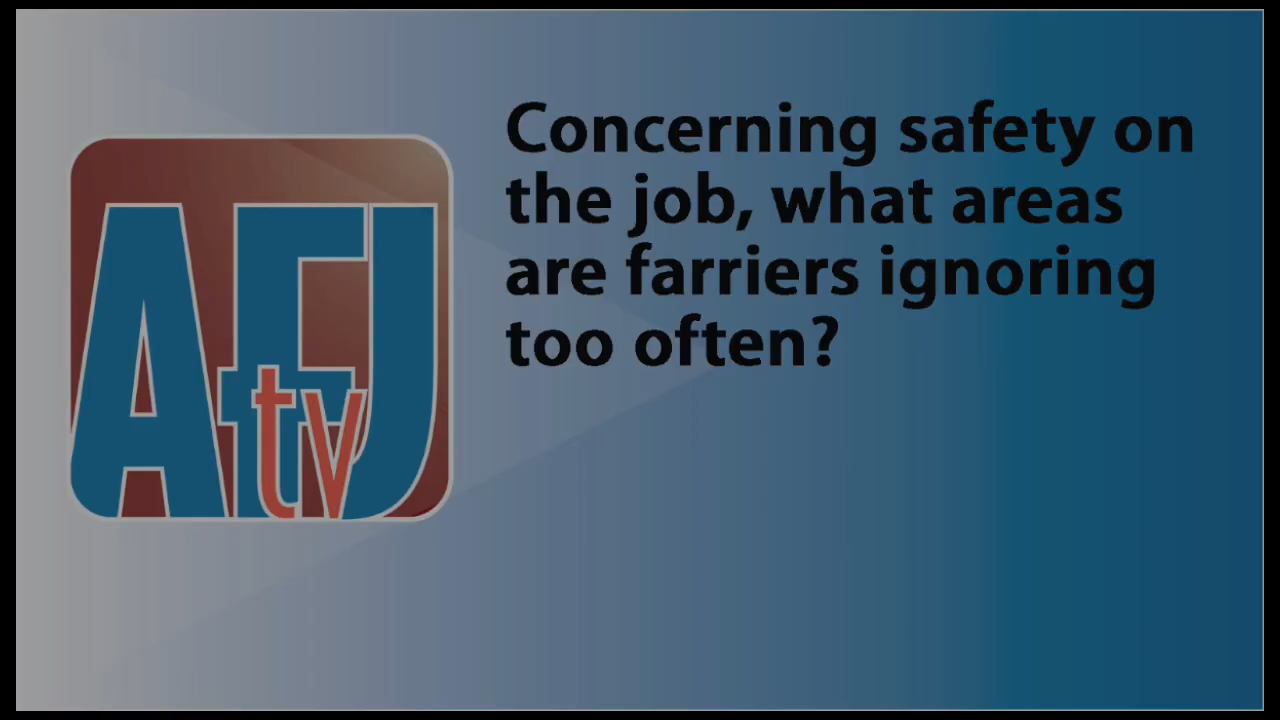 AFJ
tv
Concerning safety on
the job, what areas
are farriers ignoring
too often?